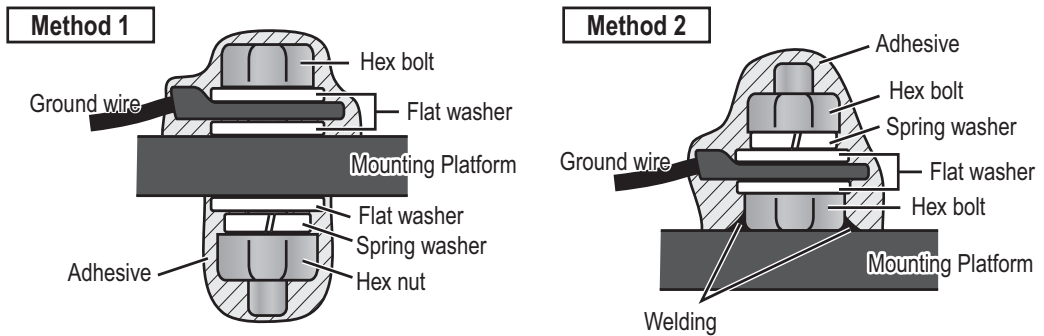 Method 1
Hex bolt
Ground wire
Flat washer
Mounting Platform
Flat washer
Spring washer
Adhesive
Hex nut
Method 2
Adhesive
Hex bolt
Spring washer
Ground wire
Flat washer
Hex bolt
Mounting Platform
Welding